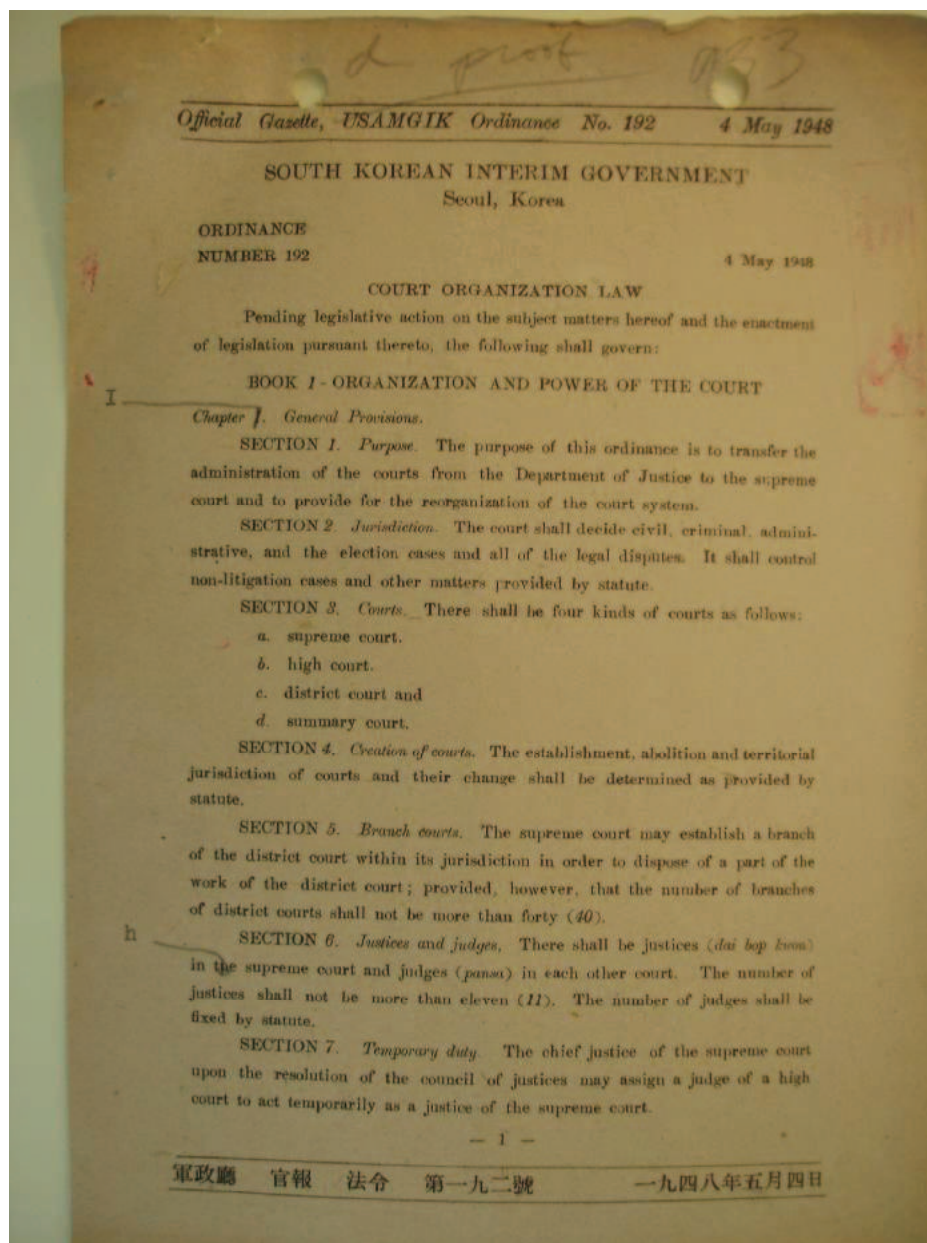 d proof
Official Gazette, USAMGIK Ordinance No. 192 4 May 1948
SOUTH KOREAN INTERIM GOVERNMENT
Seoul, Korea
ORDINANCE
NUMBER 192
4 May 1948
COURT ORGANIZATION LAW
Pending legislative action on the subject matters hereof and the enactment
of legislation pursuant thereto, the following shall govern:
BOOK 1 - ORGANIZATION AND POWER OF THE COURT
I
Chapter 1. General Provisions.
SECTION 1. Purpose. The purpose of this ordinance is to transfer the
administration of the courts from the Department of Justice to the supreme
court and to provide for the reorganization of the court system.
SECTION 2. Jurisdiction. The court shall decide civil, criminal, admini-
strative, and the election cases and all of the legal disputes. It shall control
non-litigation cases and other matters provided by statute.
SECTION 3. Courts. There shall be four kinds of courts as follows:
a. supreme court.
b. high court.
c. district court and
d. summary court.
SECTION 4. Creation of courts. The establishment, abolition and territorial
jurisdiction of courts and their change shall be determined as provided by
statute.
SECTION 5. Branch courts. The supreme court may establish a branch
of the district court within its jurisdiction in order to dispose of a part of the
work of the district court; provided, however, that the number of branches
of district courts shall not be more than forty (40).
h
SECTION 6. Justices and judges. There shall be justices (dai bop kwon)
in the supreme court and judges (pansa) in each other court. The number of
justices shall not be more than eleven (11). The number of judges shall be
fixed by statute.
SECTION 7. Temporary duty. The chief justice of the supreme court
upon the resolution of the council of justices may assign a judge of a high
court to act temporarily as a justice of the supreme court.
— 1 —
軍政廳 官報 法令 第一九二號 一九四八年五月四日